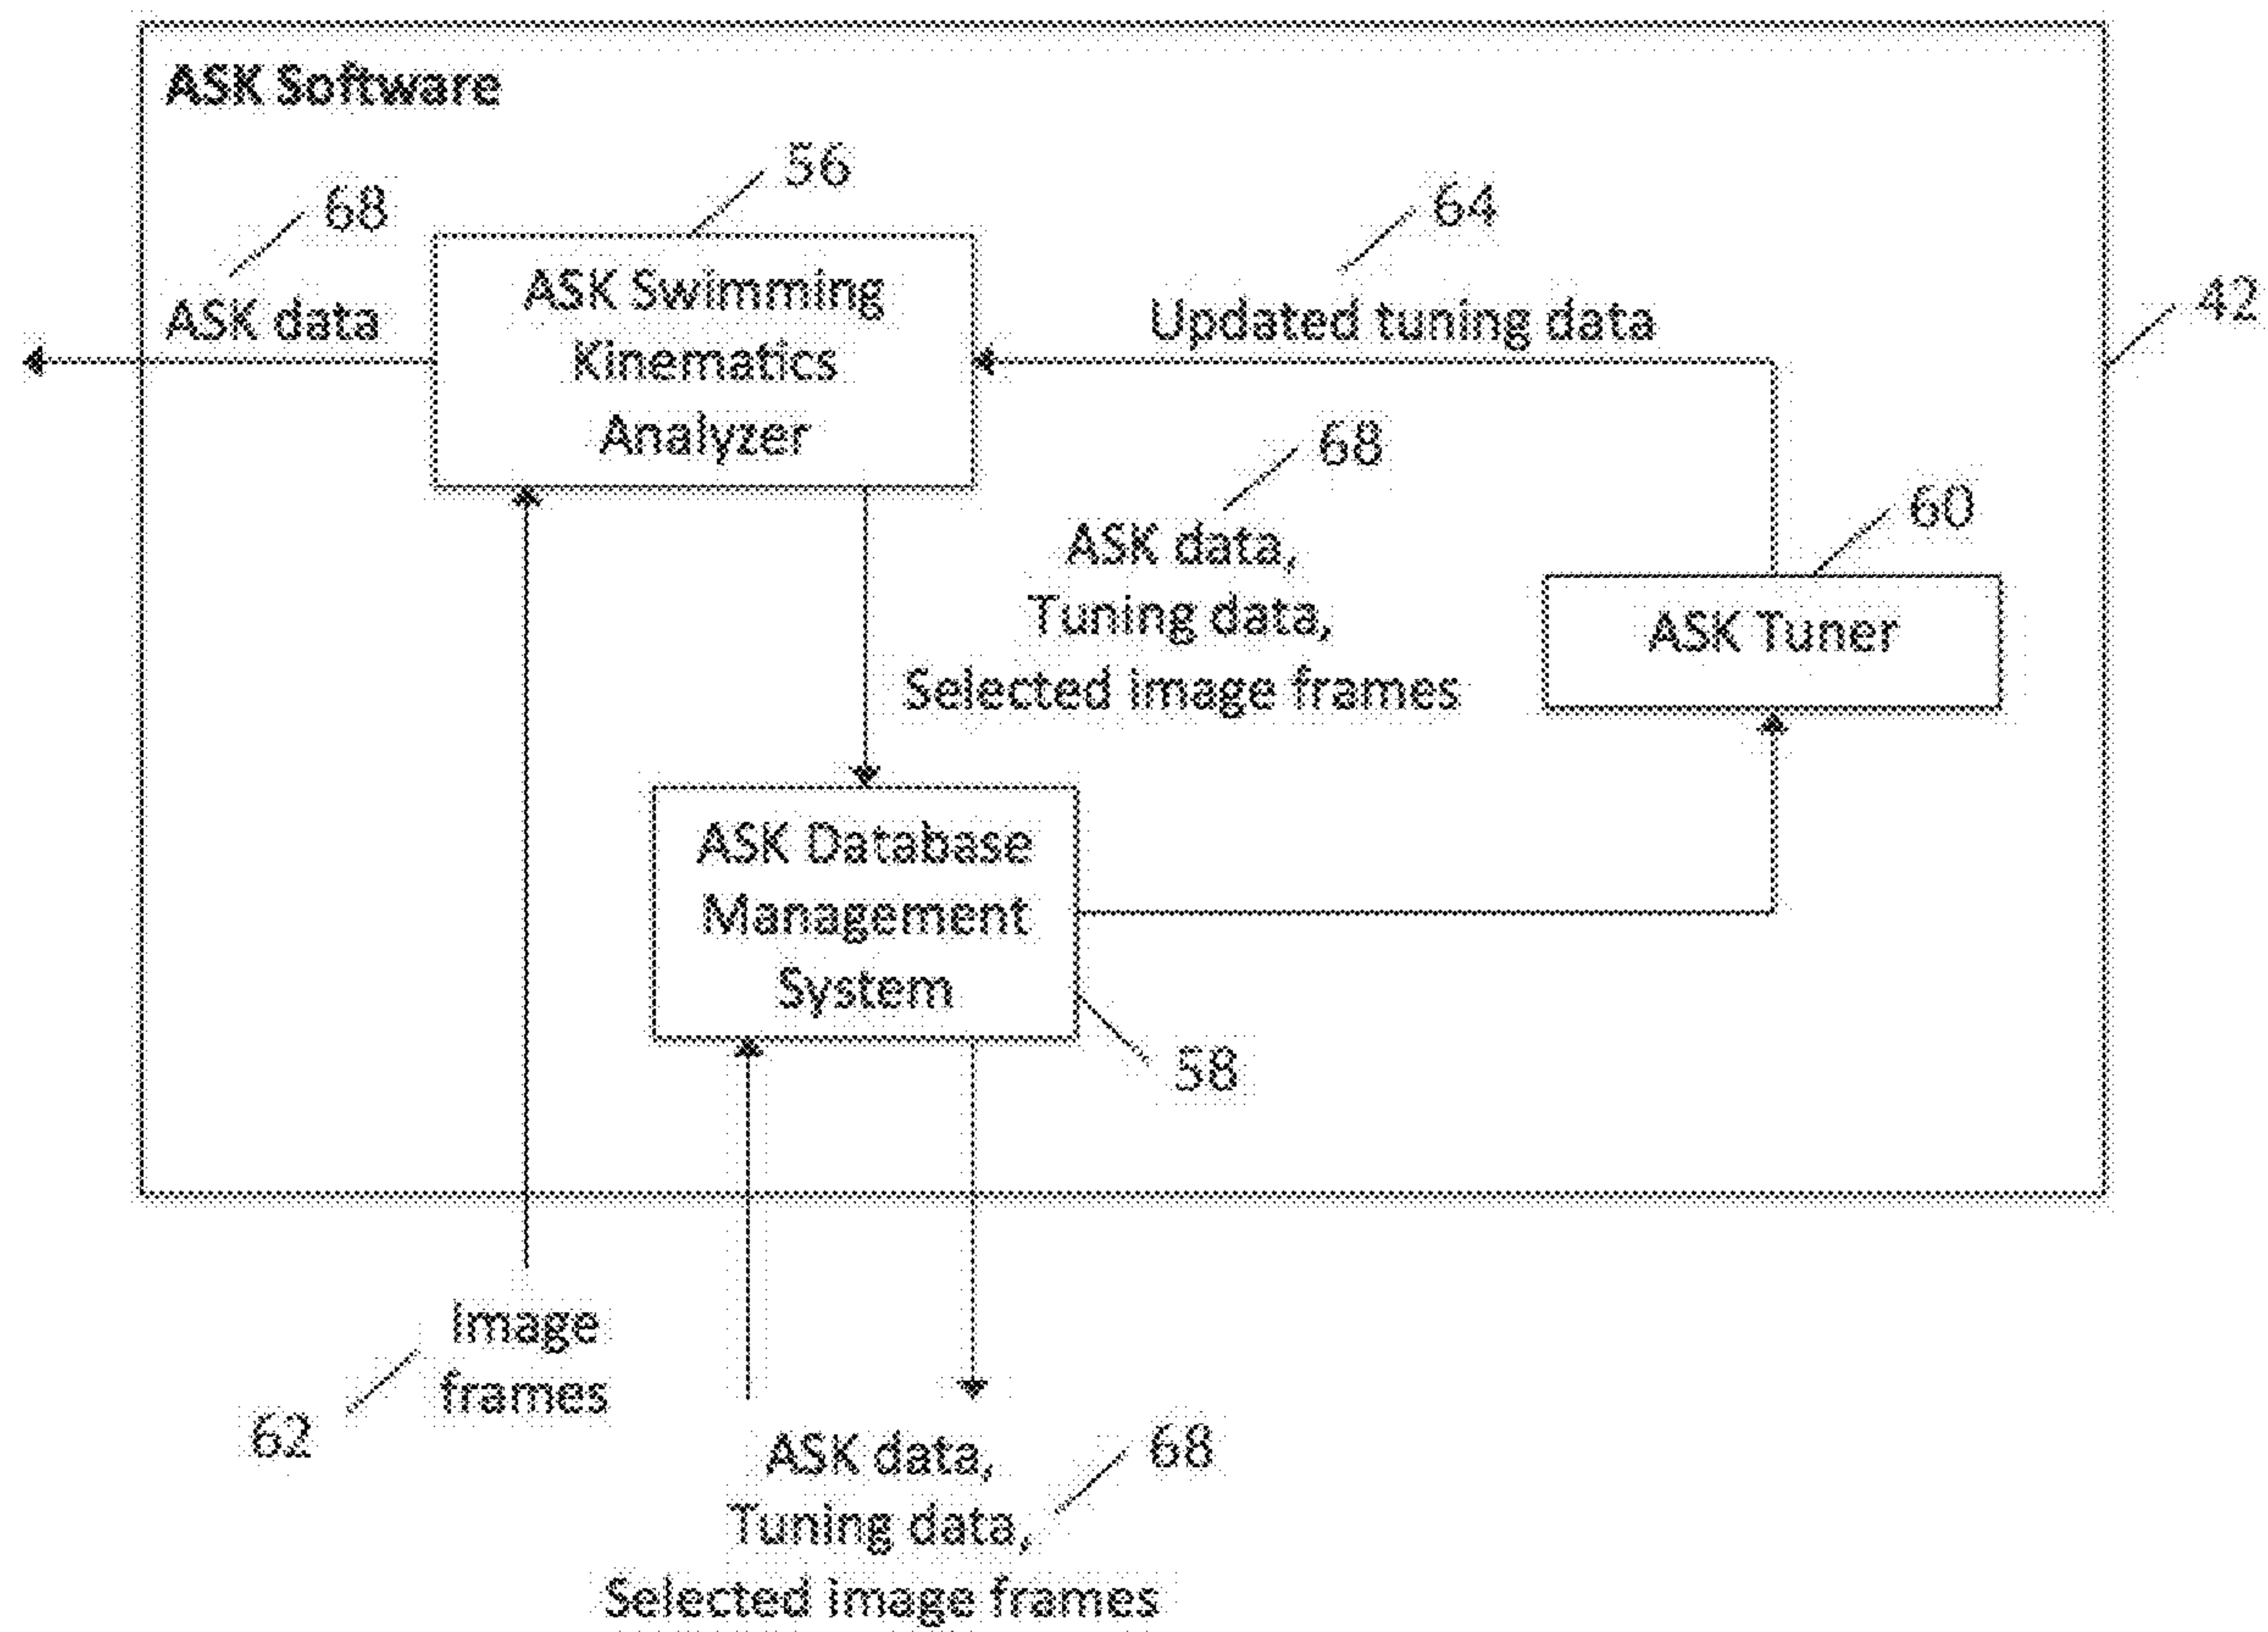 ASK Software
56
68
64
ASK data
ASK Swimming
Kinematics
Analyzer
Updated tuning data
42
68
ASK data,
Tuning data,
Selected image frames
60
ASK Tuner
ASK Database
Management
System
58
Image
frames
62
ASK data,
Tuning data,
Selected image frames
68